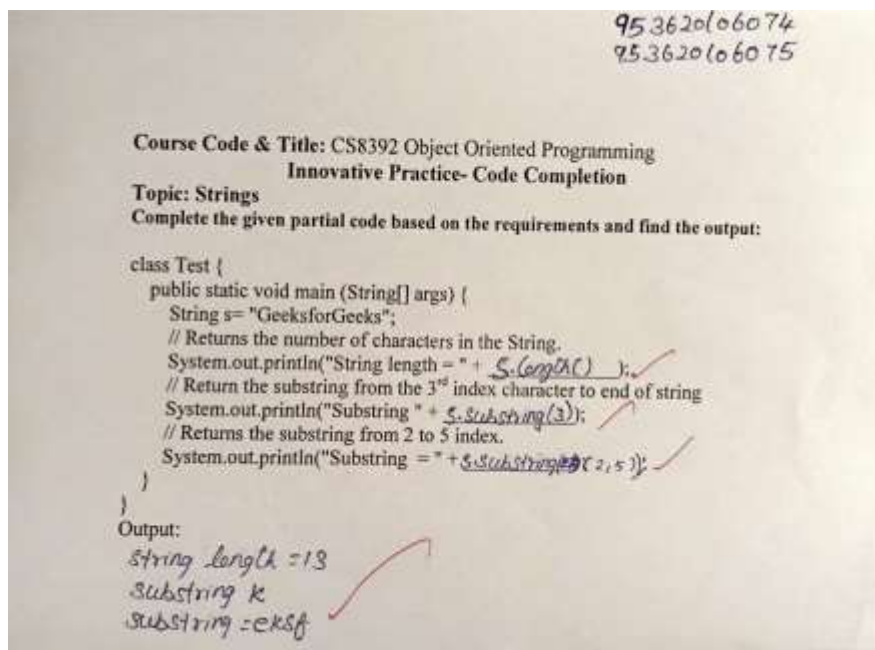 953620106074
953620106075
Course Code & Title: CS8392 Object Oriented Programming
Innovative Practice- Code Completion
Topic: Strings
Complete the given partial code based on the requirements and find the output:
class Test {
public static void main (String[] args) {
String s= "GeeksforGeeks";
// Returns the number of characters in the String.
System.out.println("String length = " + S.length() );
// Return the substring from the 3rd index character to end of string
System.out.println("Substring " + S.Substring(3));
// Returns the substring from 2 to 5 index.
System.out.println("Substring = " + S.Substring(2,5));
}
}
Output:
String length =13
Substring k
Substring =eksf